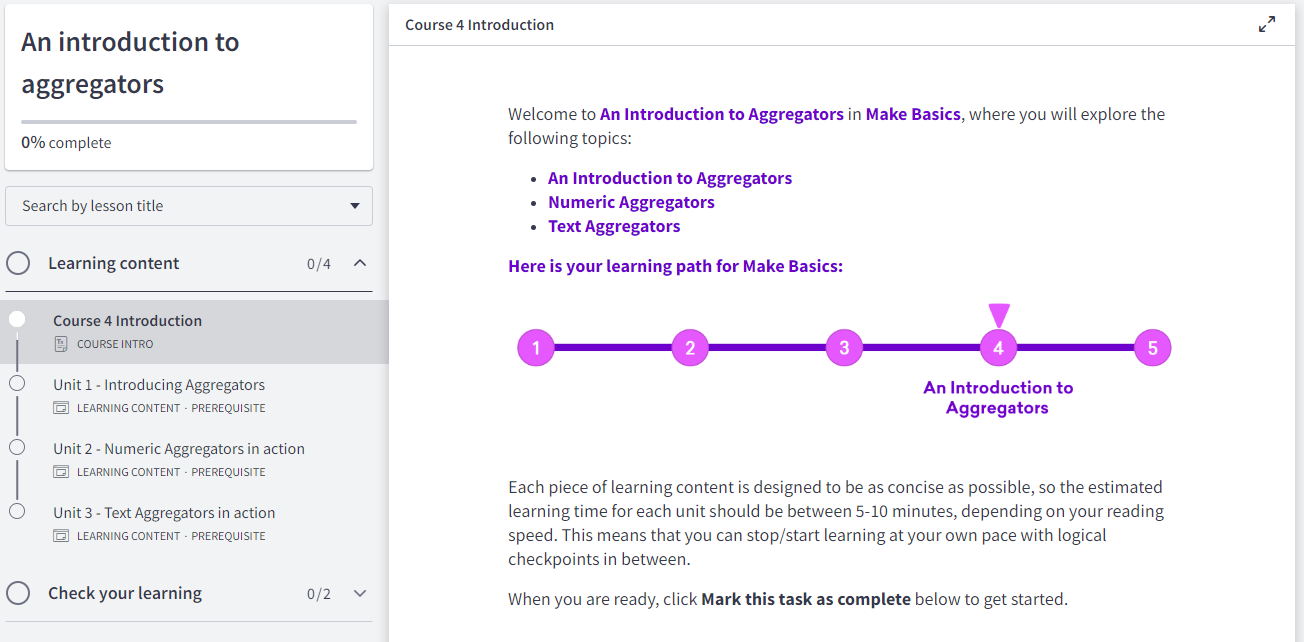 An introduction to
aggregators
0% complete
Search by lesson title
Learning content 0/4
Course 4 Introduction
COURSE INTRO
Unit 1 - Introducing Aggregators
LEARNING CONTENT · PREREQUISITE
Unit 2 - Numeric Aggregators in action
LEARNING CONTENT · PREREQUISITE
Unit 3 - Text Aggregators in action
LEARNING CONTENT · PREREQUISITE
Check your learning 0/2
Course 4 Introduction
Welcome to An Introduction to Aggregators in Make Basics, where you will explore the
following topics:
• An Introduction to Aggregators
• Numeric Aggregators
• Text Aggregators
Here is your learning path for Make Basics:
1 2 3 4 5
An Introduction to
Aggregators
Each piece of learning content is designed to be as concise as possible, so the estimated
learning time for each unit should be between 5-10 minutes, depending on your reading
speed. This means that you can stop/start learning at your own pace with logical
checkpoints in between.
When you are ready, click Mark this task as complete below to get started.